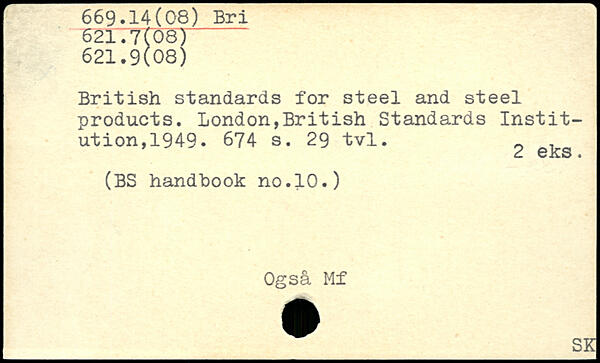 669.14(08) Bri
621.7(08)
621.9(08)
British standards for steel and steel
products. London,British Standards Instit-
ution,1949. 674 s. 29 tvl.
2 eks.
(BS handbook no.10.)
Også Mf
SK